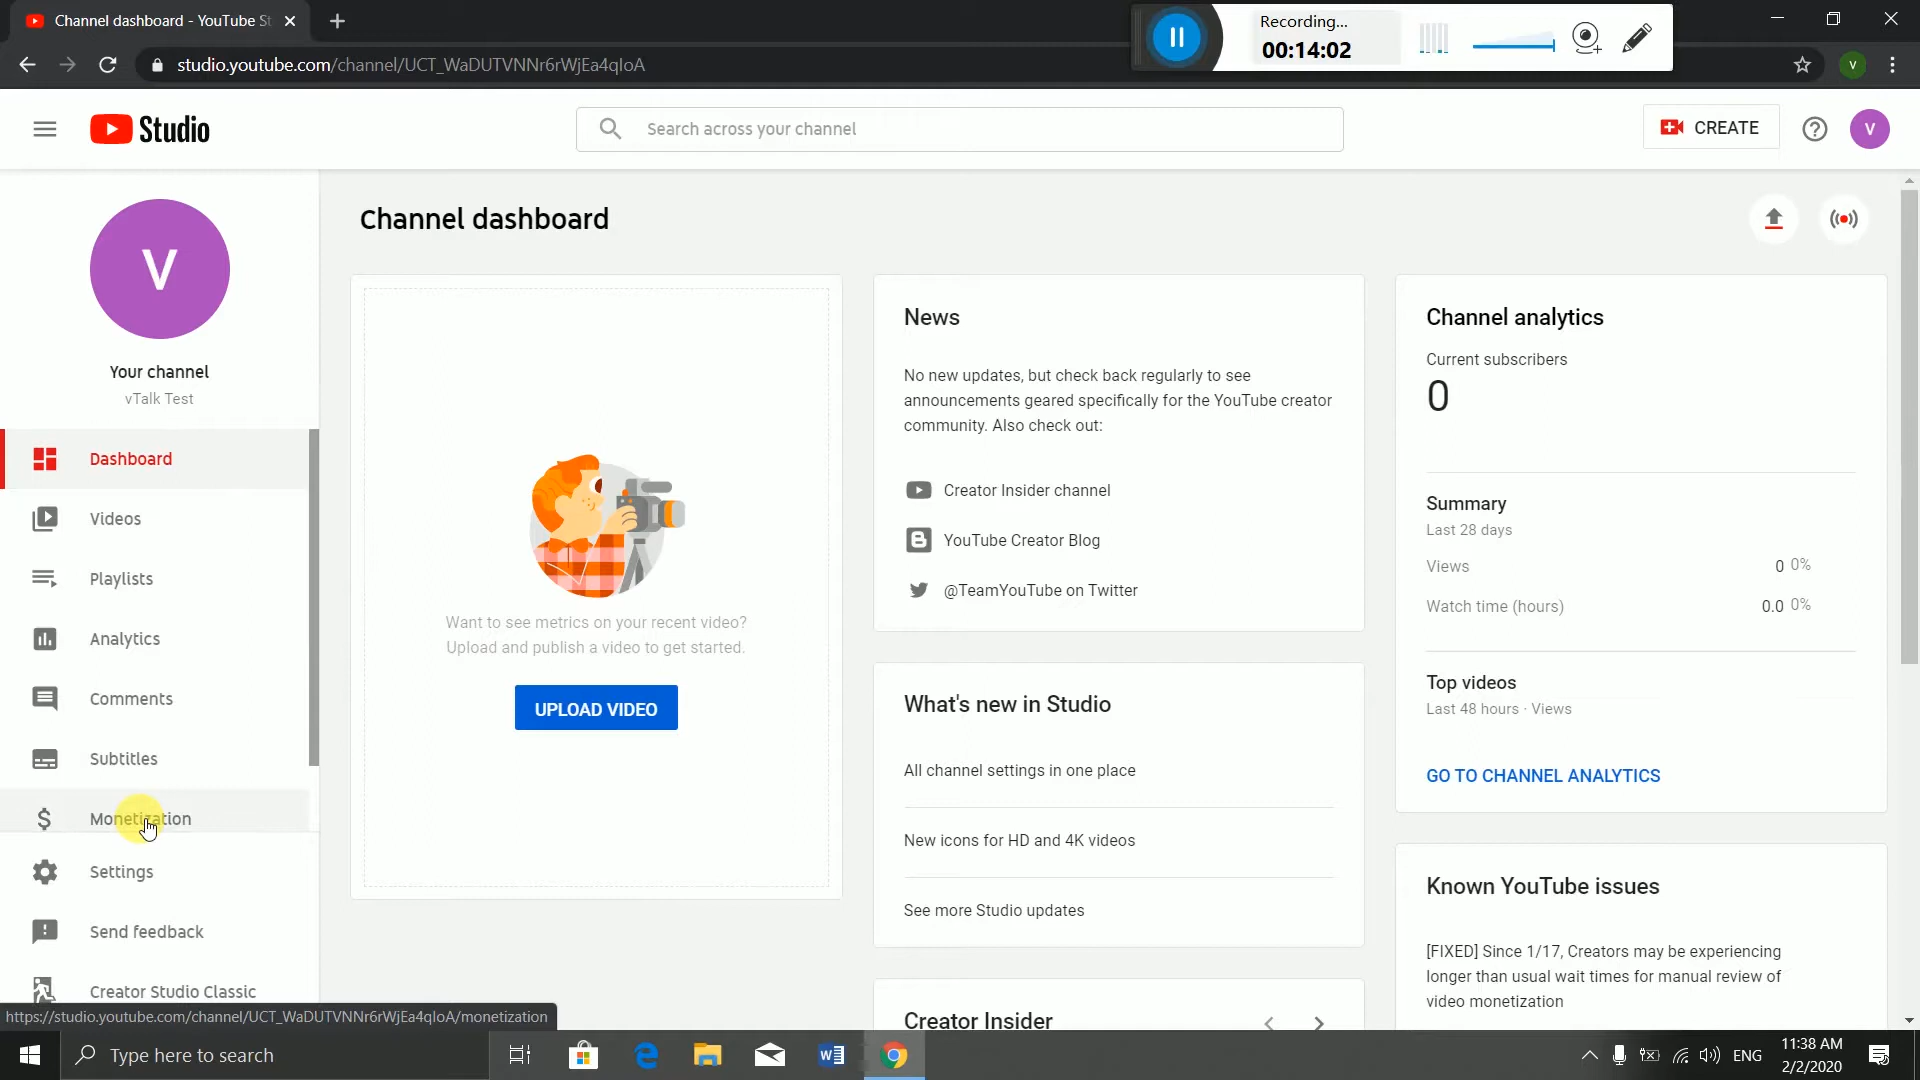 Channel dashboard - YouTube St
Recording...
00:14:02
studio.youtube.com/channel/UCT_WaDUTVNNr6rWjEa4qIoA
V
Studio
Search across your channel
CREATE
V
V
Your channel
vTalk Test
Dashboard
Videos
Playlists
Analytics
Comments
Subtitles
Monetization
Settings
Send feedback
Creator Studio Classic
https://studio.youtube.com/channel/UCT_WaDUTVNNr6rWjEa4qIoA/monetization
Channel dashboard
Want to see metrics on your recent video?
Upload and publish a video to get started.
UPLOAD VIDEO
News
No new updates, but check back regularly to see
announcements geared specifically for the YouTube creator
community. Also check out:
Creator Insider channel
YouTube Creator Blog
@TeamYouTube on Twitter
What's new in Studio
All channel settings in one place
New icons for HD and 4K videos
See more Studio updates
Creator Insider
Channel analytics
Current subscribers
0
Summary
Last 28 days
Views 0 0%
Watch time (hours) 0.0 0%
Top videos
Last 48 hours · Views
GO TO CHANNEL ANALYTICS
Known YouTube issues
[FIXED] Since 1/17, Creators may be experiencing
longer than usual wait times for manual review of
video monetization
Type here to search
ENG
11:38 AM
2/2/2020